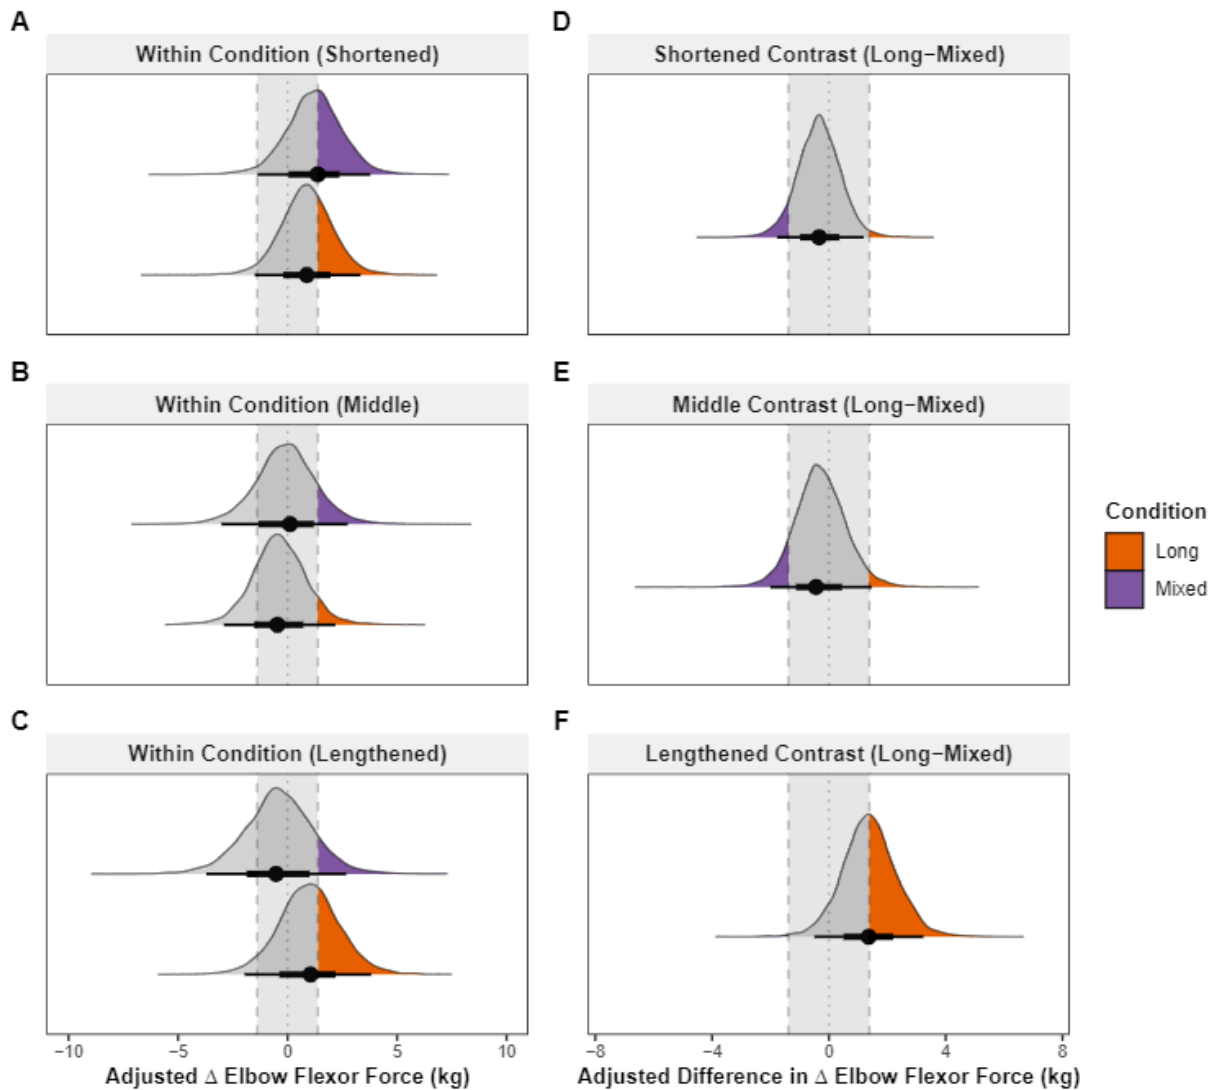 A
Within Condition (Shortened)
D
Shortened Contrast (Long−Mixed)
B
Within Condition (Middle)
E
Middle Contrast (Long−Mixed)
Condition
Long
Mixed
C
Within Condition (Lengthened)
F
Lengthened Contrast (Long−Mixed)
−10 −5 0 5 10
Adjusted Δ Elbow Flexor Force (kg)
−8 −4 0 4 8
Adjusted Difference in Δ Elbow Flexor Force (kg)